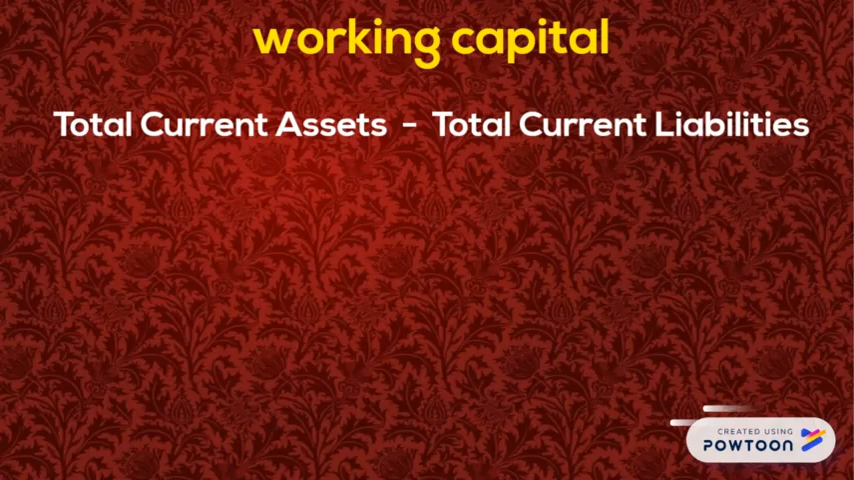 working capital
Total Current Assets - Total Current Liabilities
CREATED USING
POWTOON